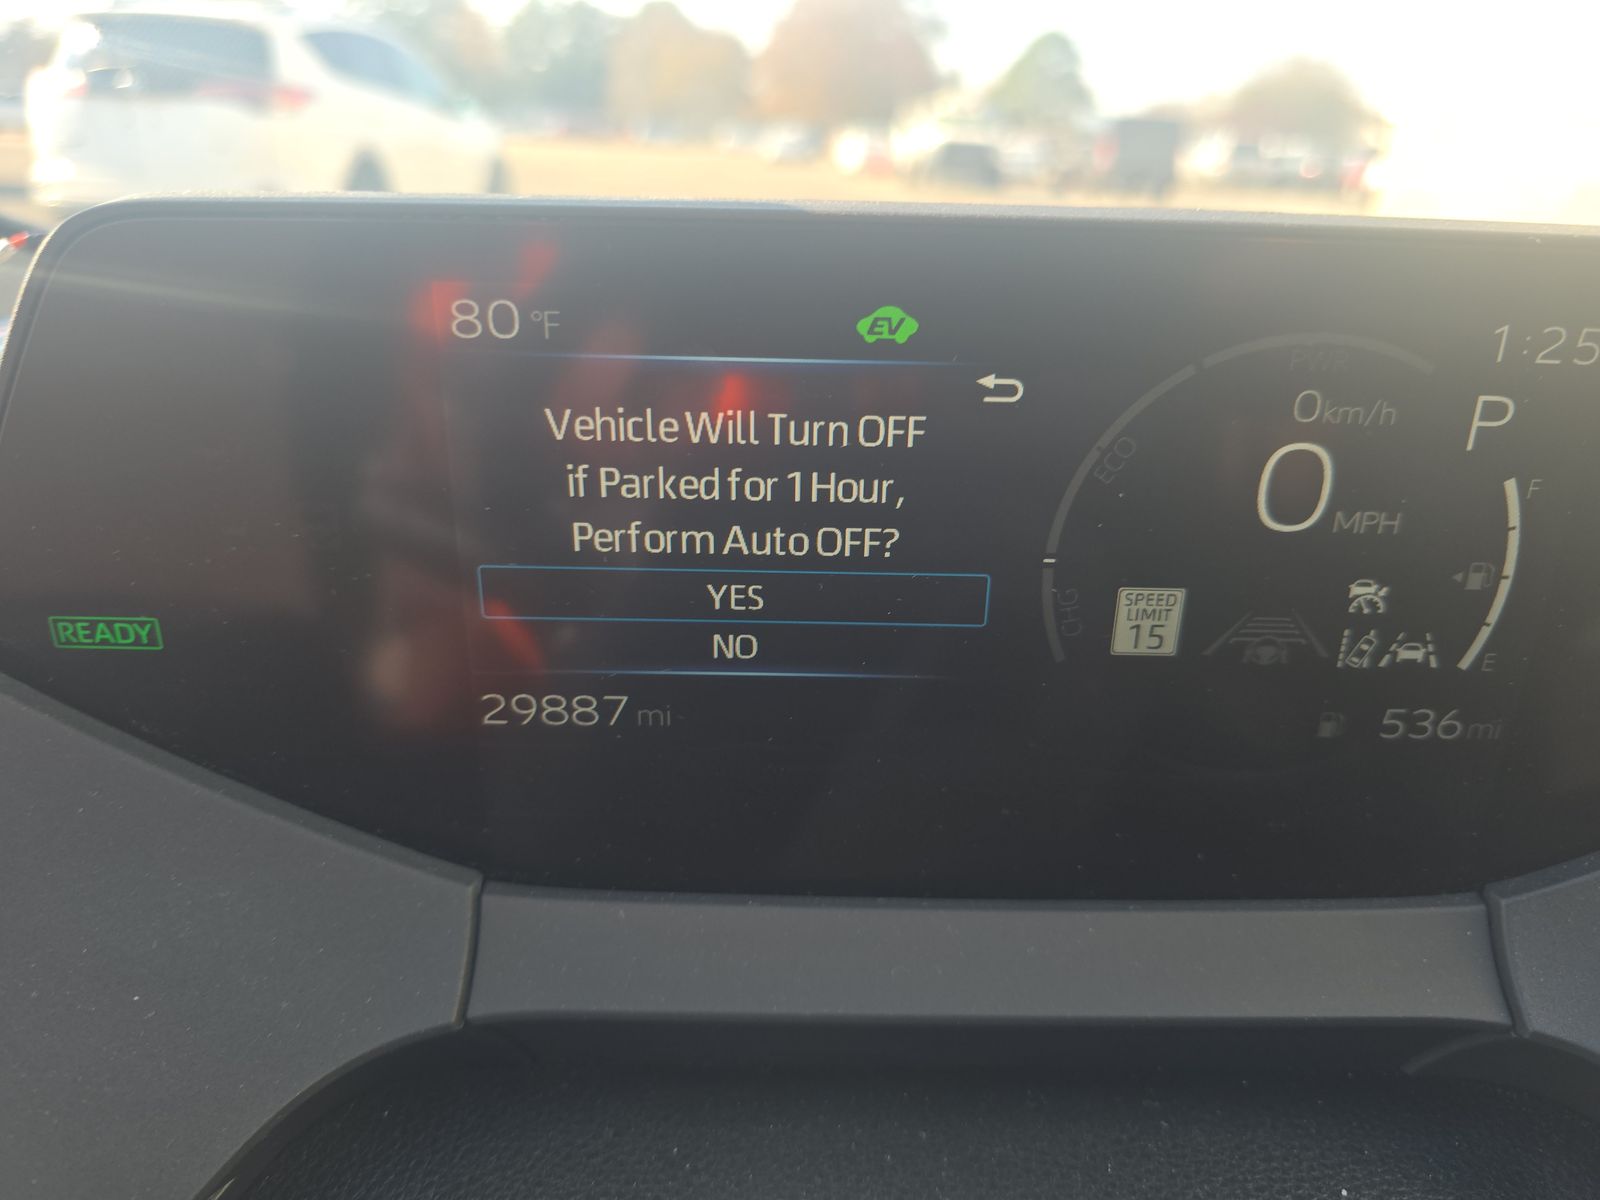 80 °F
EV
1:25
Vehicle Will Turn OFF
if Parked for 1 Hour,
Perform Auto OFF?
YES
NO
READY
29887 mi
PWR
ECO
CHG
0 km/h
0 MPH
P
F
E
SPEED
LIMIT
15
536 mi